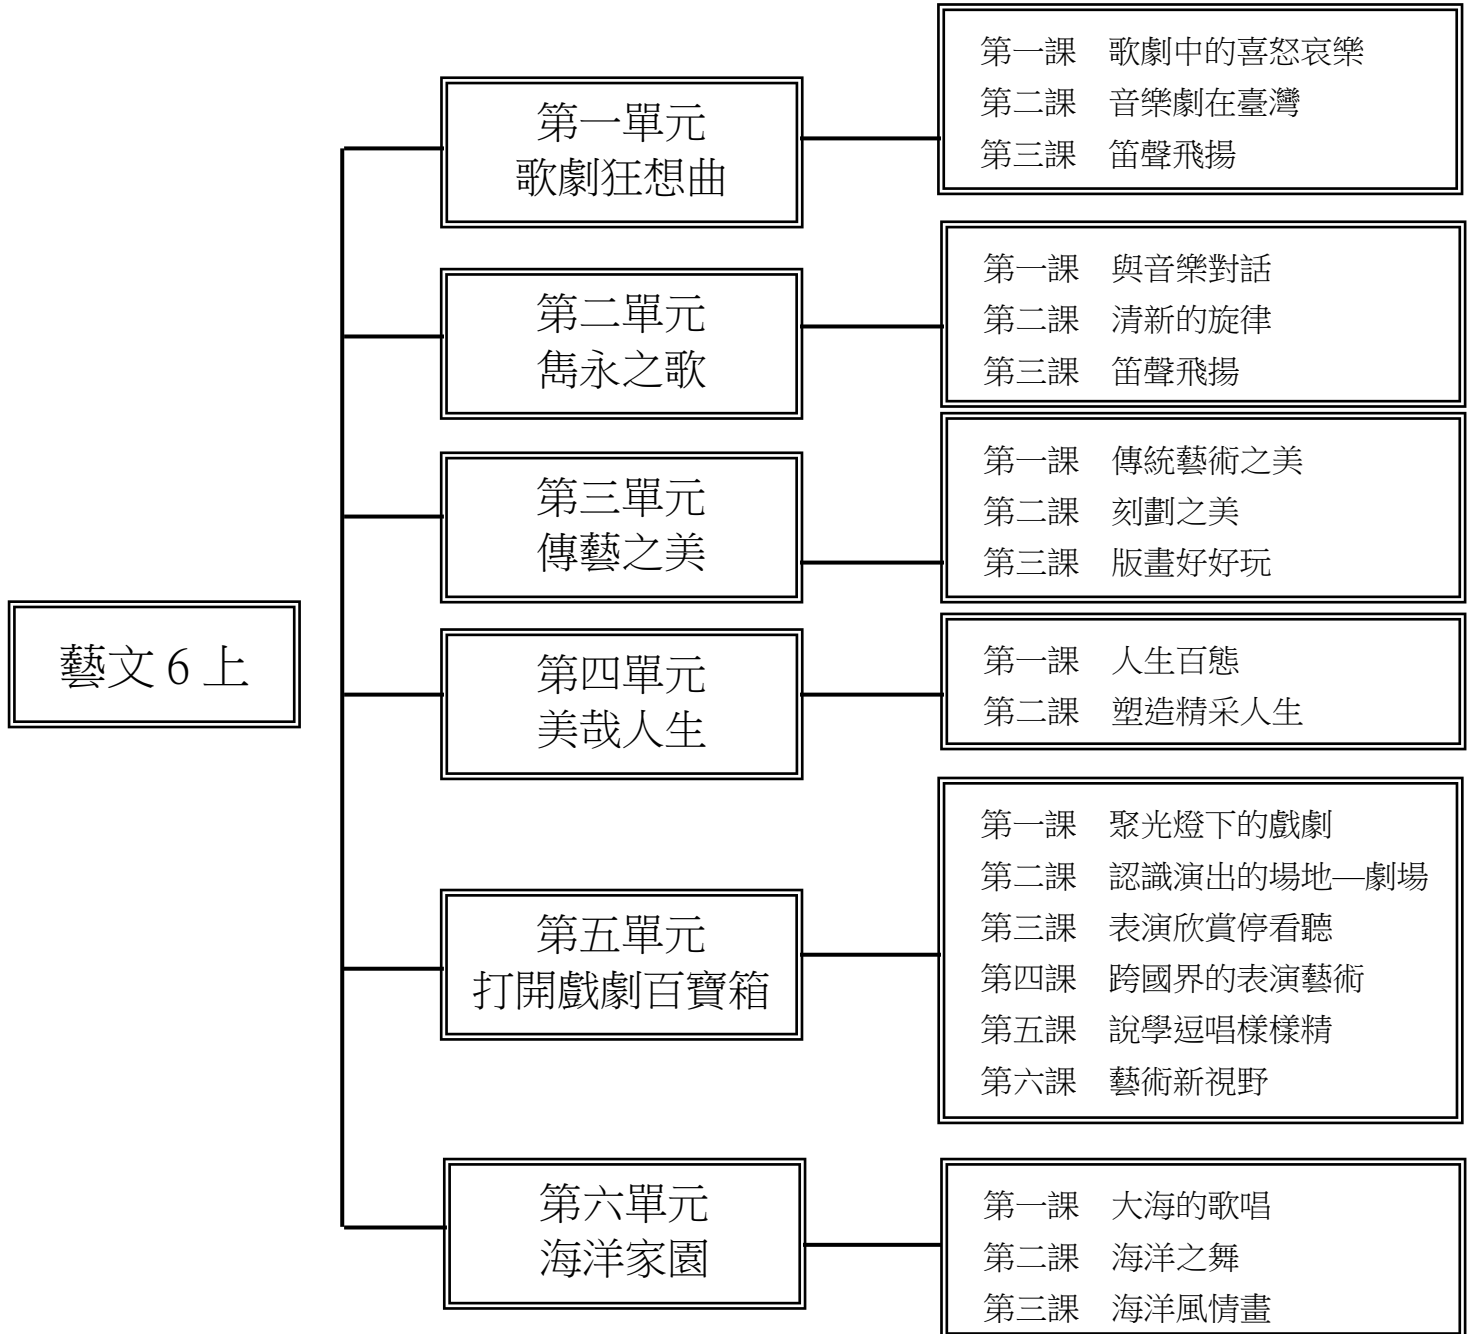 藝文 6 上
第一單元
歌劇狂想曲
第一課　歌劇中的喜怒哀樂
第二課　音樂劇在臺灣
第三課　笛聲飛揚
第二單元
雋永之歌
第一課　與音樂對話
第二課　清新的旋律
第三課　笛聲飛揚
第三單元
傳藝之美
第一課　傳統藝術之美
第二課　刻劃之美
第三課　版畫好好玩
第四單元
美哉人生
第一課　人生百態
第二課　塑造精采人生
第五單元
打開戲劇百寶箱
第一課　聚光燈下的戲劇
第二課　認識演出的場地—劇場
第三課　表演欣賞停看聽
第四課　跨國界的表演藝術
第五課　說學逗唱樣樣精
第六課　藝術新視野
第六單元
海洋家園
第一課　大海的歌唱
第二課　海洋之舞
第三課　海洋風情畫